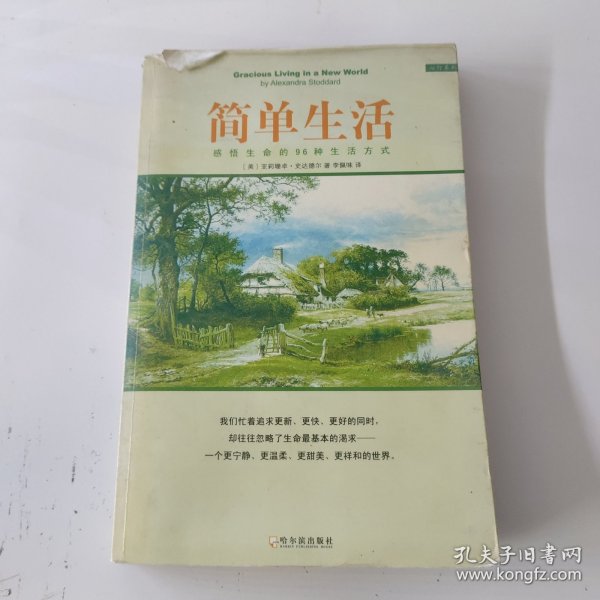 Gracious Living in a New World
by Alexandra Stoddard
简单生活
感悟生命的96种生活方式
［美］亚莉珊卓·史达德尔 著 李佩味 译
我们忙着追求更新、更快、更好的同时，
却往往忽略了生命最基本的渴求——
一个更宁静、更温柔、更甜美、更祥和的世界。
哈尔滨出版社
HARBIN PUBLISHING HOUSE
孔夫子旧书网
www.kongfz.com